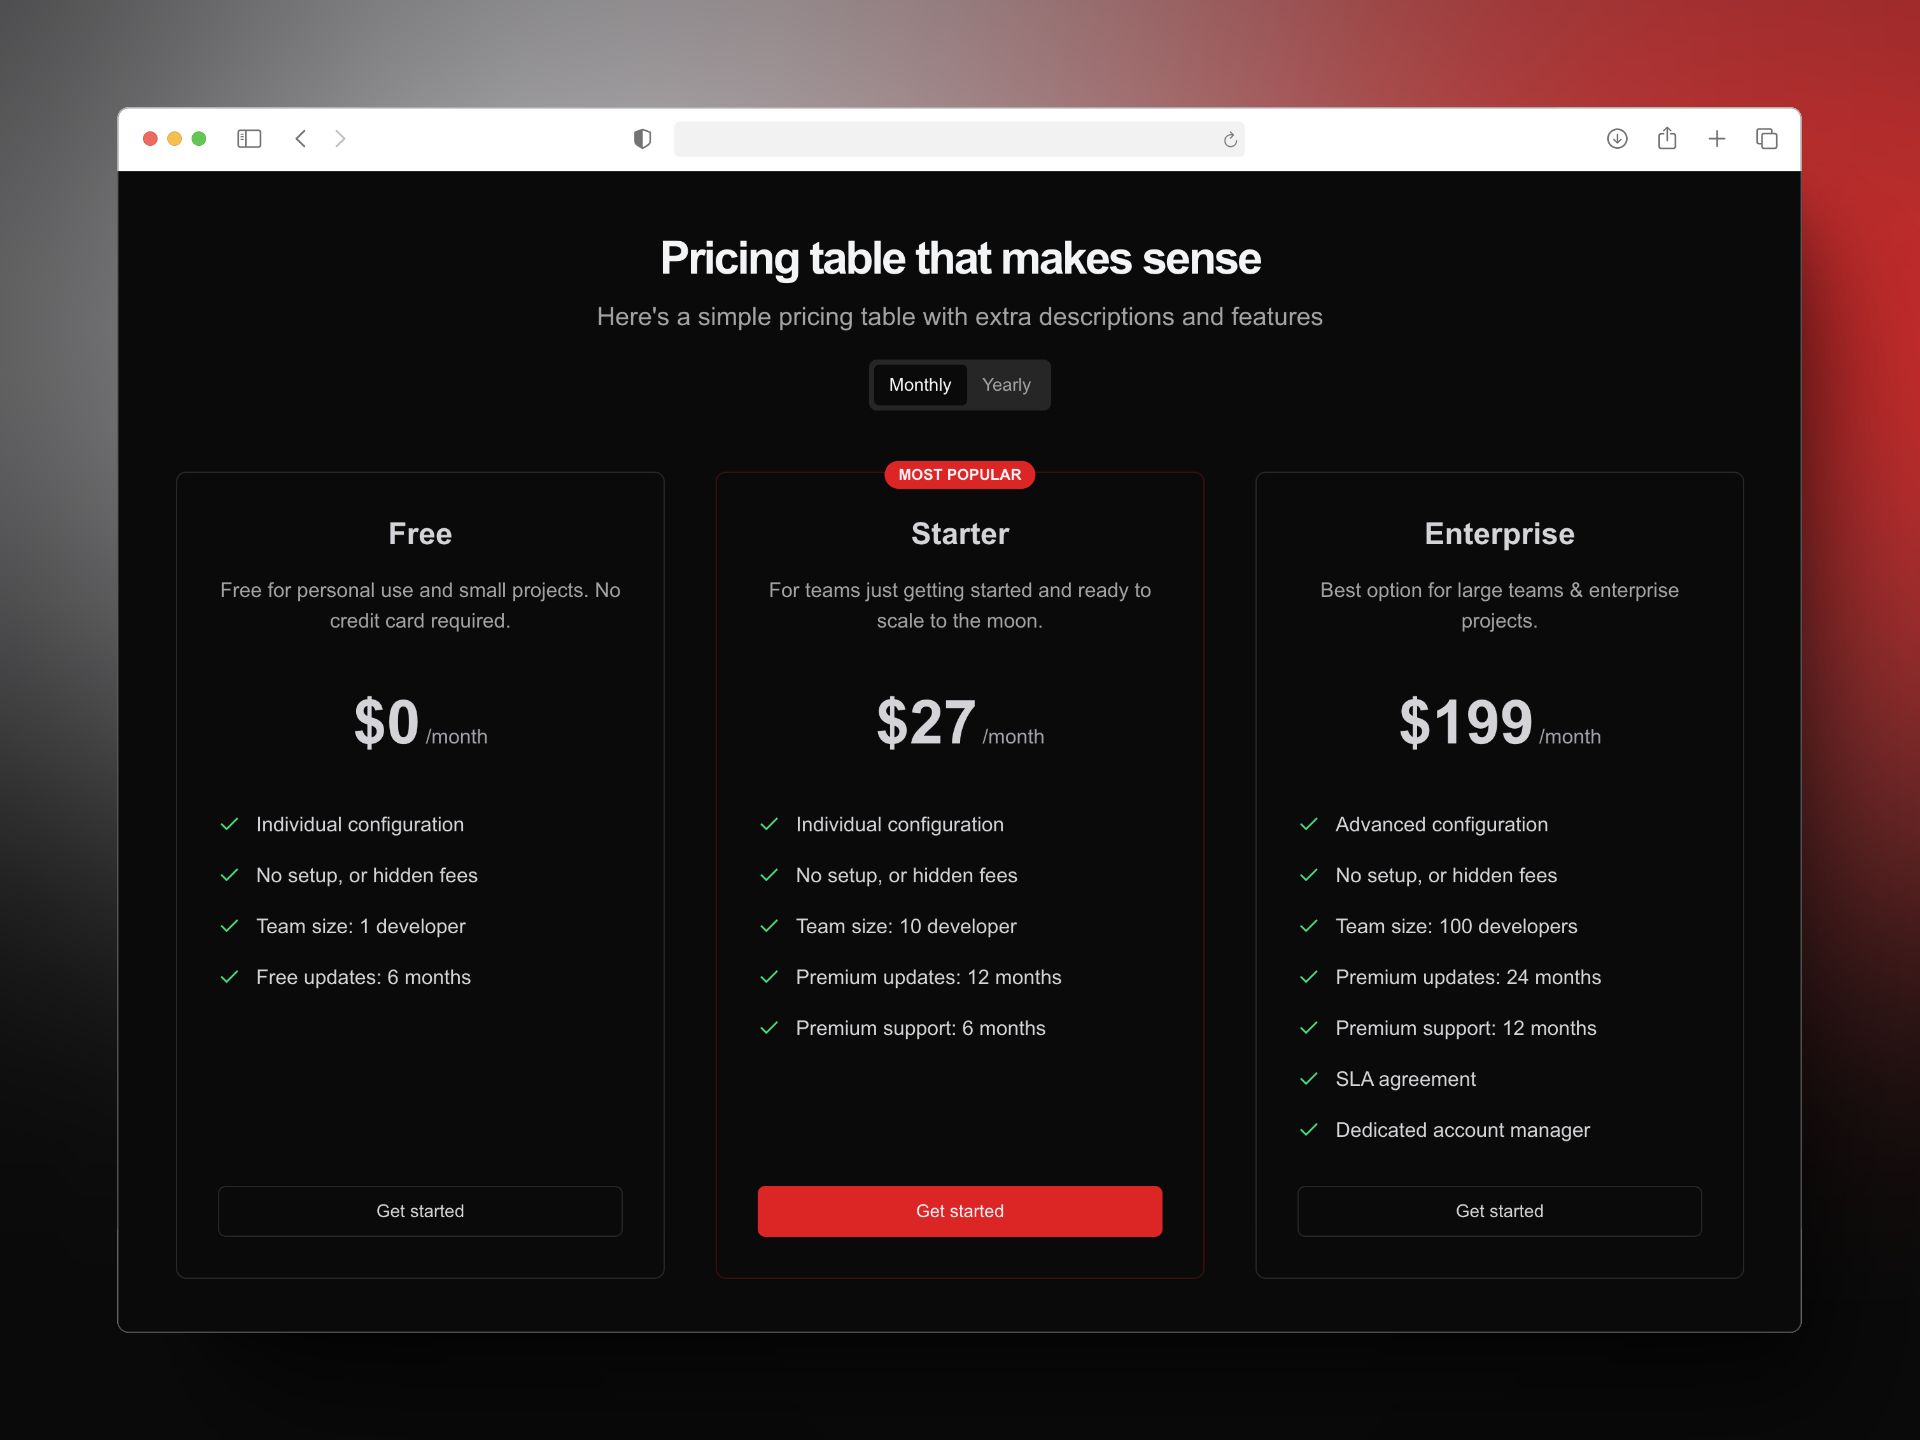 Pricing table that makes sense
Here's a simple pricing table with extra descriptions and features
Monthly
Yearly
Free
Free for personal use and small projects. No
credit card required.
$0 /month
Individual configuration
No setup, or hidden fees
Team size: 1 developer
Free updates: 6 months
Get started
MOST POPULAR
Starter
For teams just getting started and ready to
scale to the moon.
$27 /month
Individual configuration
No setup, or hidden fees
Team size: 10 developer
Premium updates: 12 months
Premium support: 6 months
Get started
Enterprise
Best option for large teams & enterprise
projects.
$199 /month
Advanced configuration
No setup, or hidden fees
Team size: 100 developers
Premium updates: 24 months
Premium support: 12 months
SLA agreement
Dedicated account manager
Get started